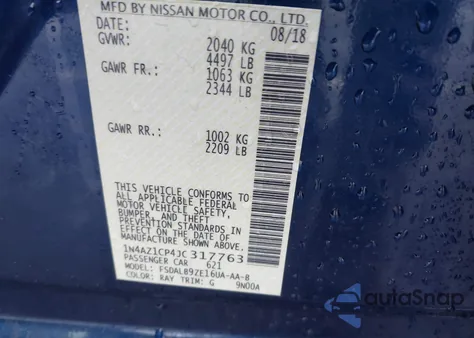 MFD BY NISSAN MOTOR CO., LTD.
08/18
GVWR: 2040 KG
4497 LB
GAWR FR.: 1063 KG
2344 LB
GAWR RR.: 1002 KG
2209 LB
THIS VEHICLE CONFORMS TO
ALL APPLICABLE FEDERAL
MOTOR VEHICLE SAFETY,
BUMPER, AND THEFT
PREVENTION STANDARDS
IN EFFECT ON THE DATE OF
MANUFACTURE SHOWN ABOVE.
1N4AZ1CP4JC317763
PASSENGER CAR 621
MODEL: FSDALB9ZE16UA-AA-B
COLOR: RAY TRIM: G 9N00A
AutoSnap